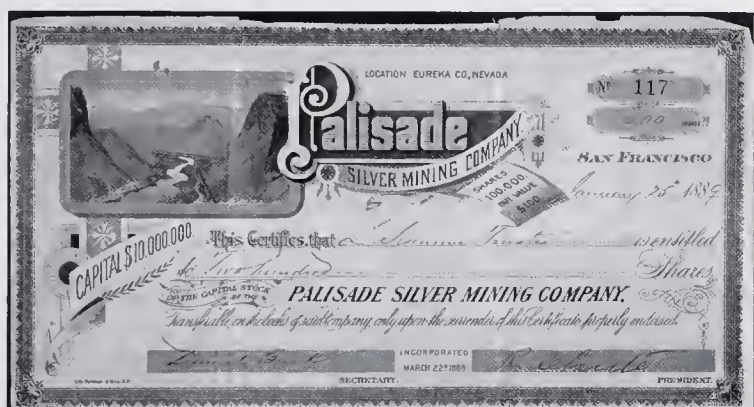 LOCATION EUREKA CO, NEVADA
Nº 117
Palisade
SILVER MINING COMPANY.
SAN FRANCISCO
SHARES 100,000.
PAR VALUE $100.
January 25th 1889
CAPITAL $10,000,000.
This Certifies, that Trustee is entitled
to Two hundred Shares
OF THE CAPITAL STOCK OF THE
PALISADE SILVER MINING COMPANY.
Transferable on the books of said Company, only upon the surrender of this Certificate properly endorsed.
INCORPORATED
MARCH 22ND 1888
SECRETARY. PRESIDENT.